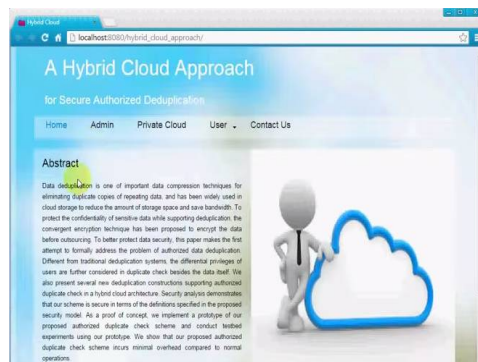 Hybrid Cloud
localhost:8080/hybrid_cloud_approach/
A Hybrid Cloud Approach
for Secure Authorized Deduplication
Home Admin Private Cloud User Contact Us
Abstract
Data deduplication is one of important data compression techniques for
eliminating duplicate copies of repeating data, and has been widely used in
cloud storage to reduce the amount of storage space and save bandwidth. To
protect the confidentiality of sensitive data while supporting deduplication, the
convergent encryption technique has been proposed to encrypt the data
before outsourcing. To better protect data security, this paper makes the first
attempt to formally address the problem of authorized data deduplication.
Different from traditional deduplication systems, the differential privileges of
users are further considered in duplicate check besides the data itself. We
also present several new deduplication constructions supporting authorized
duplicate check in a hybrid cloud architecture. Security analysis demonstrates
that our scheme is secure in terms of the definitions specified in the proposed
security model. As a proof of concept, we implement a prototype of our
proposed authorized duplicate check scheme and conduct testbed
experiments using our prototype. We show that our proposed authorized
duplicate check scheme incurs minimal overhead compared to normal
operations.